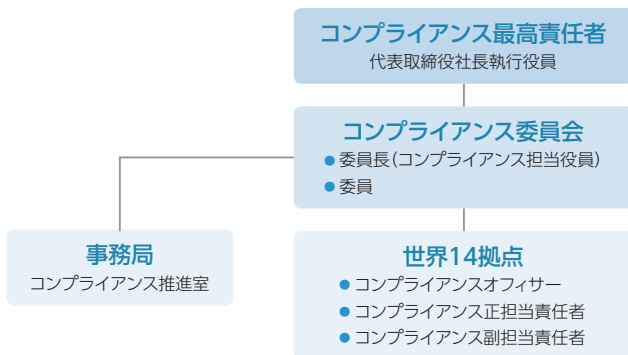 コンプライアンス最高責任者
代表取締役社長執行役員
コンプライアンス委員会
● 委員長(コンプライアンス担当役員)
● 委員
事務局
コンプライアンス推進室
世界14拠点
● コンプライアンスオフィサー
● コンプライアンス正担当責任者
● コンプライアンス副担当責任者